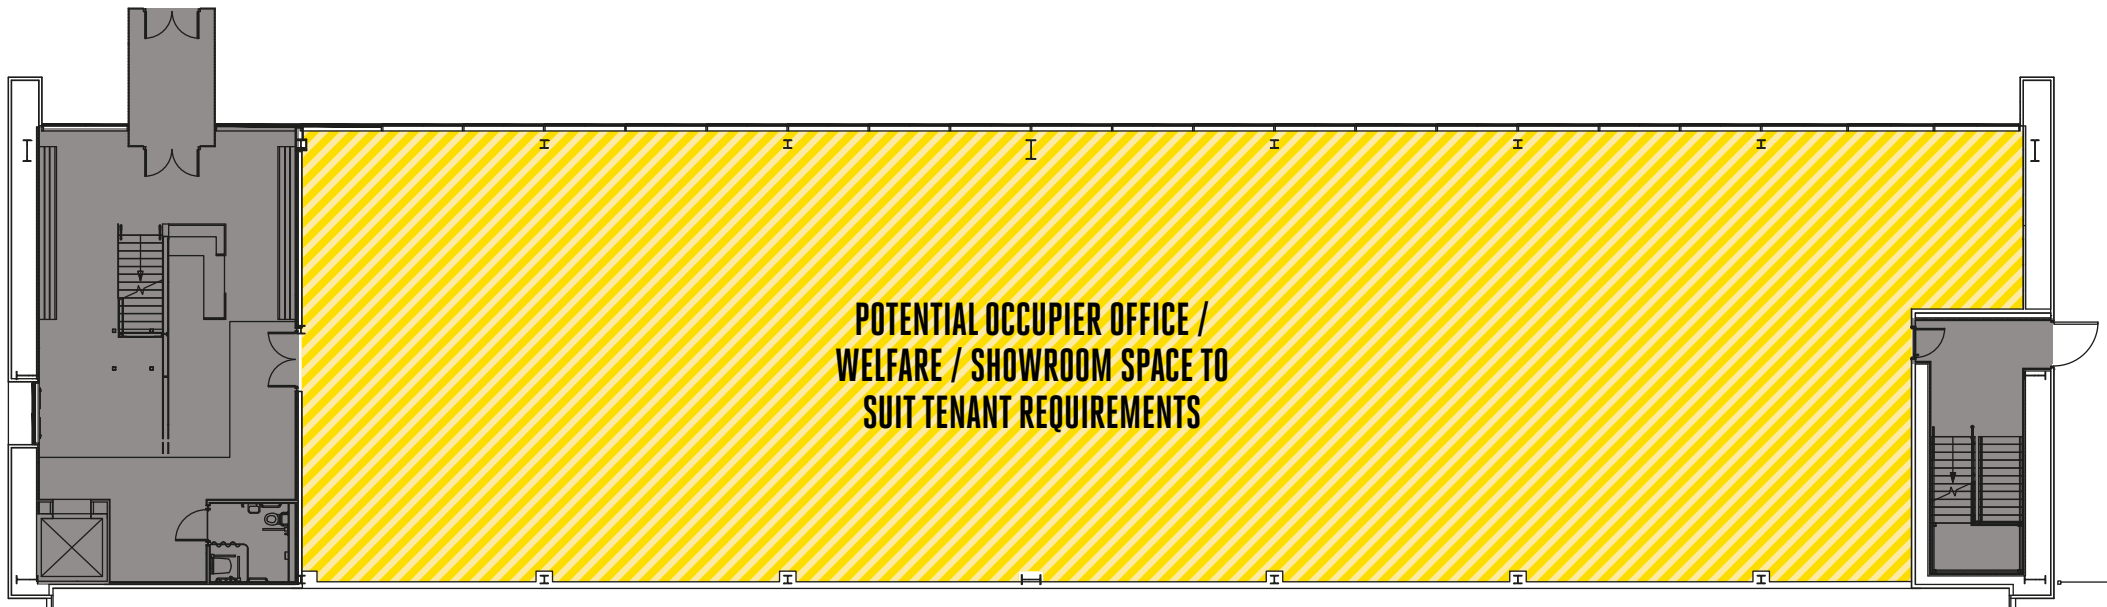 POTENTIAL OCCUPIER OFFICE /
WELFARE / SHOWROOM SPACE TO
SUIT TENANT REQUIREMENTS